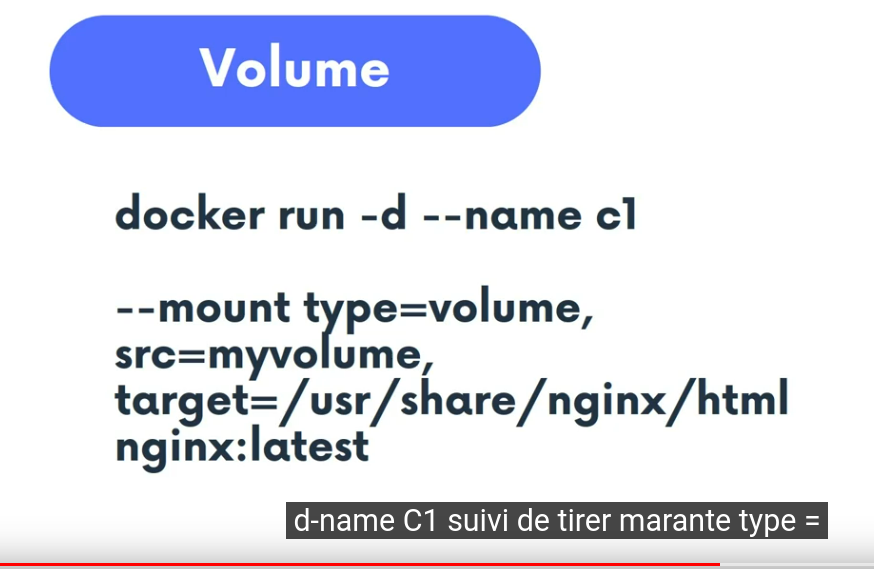 Volume
docker run -d --name c1
--mount type=volume,
src=myvolume,
target=/usr/share/nginx/html
nginx:latest
d-name C1 suivi de tirer marante type =